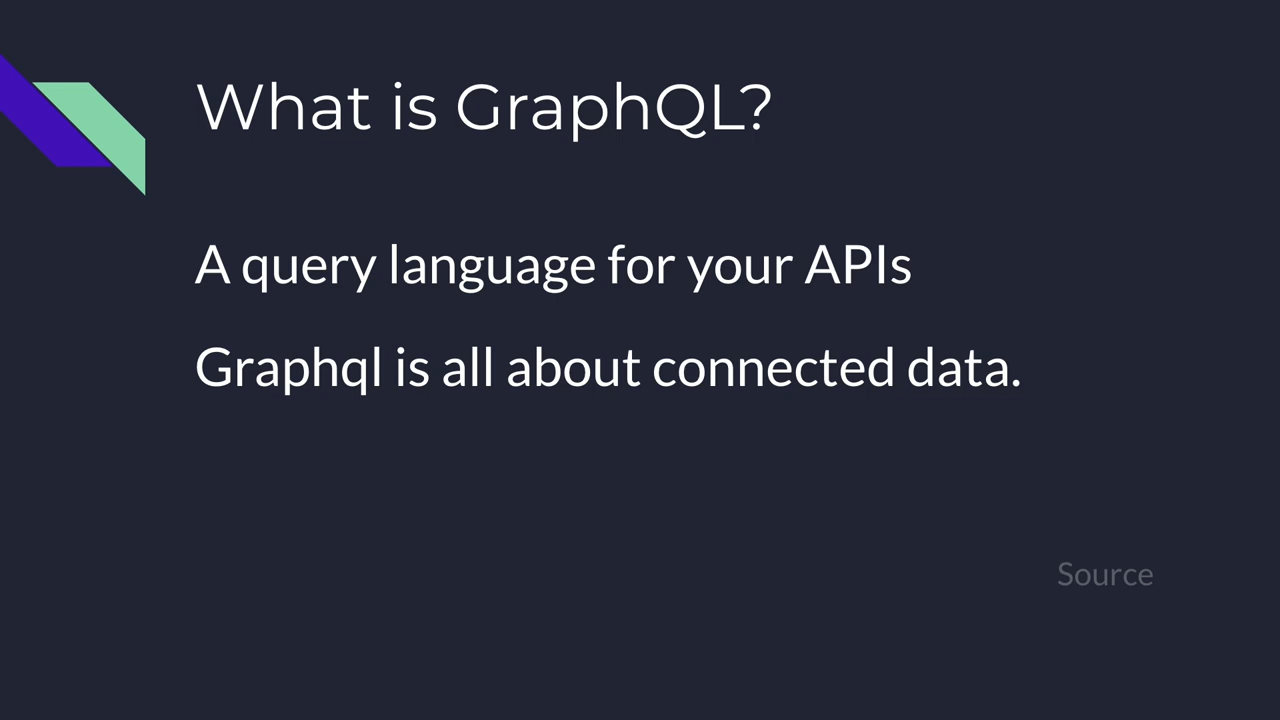 What is GraphQL?
A query language for your APIs
Graphql is all about connected data.
Source